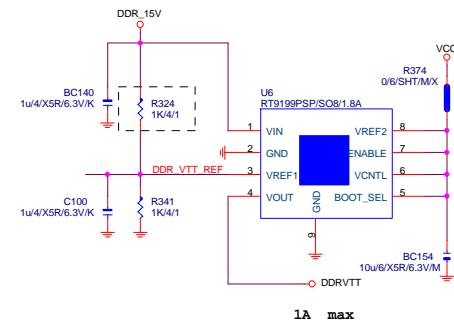 DDR_15V
VCC
R374
0/6/SHT/M/X
BC140
1u/4/X5R/6.3V/K
R324
1K/4/1
U6
RT9199PSP/SO8/1.8A
1 VIN VREF2 8
2 GND ENABLE 7
DDR_VTT_REF 3 VREF1 VCNTL 6
4 VOUT BOOT_SEL 5
GND
9
C100
1u/4/X5R/6.3V/K
R341
1K/4/1
BC154
10u/6/X5R/6.3V/M
DDRVTT
1A max